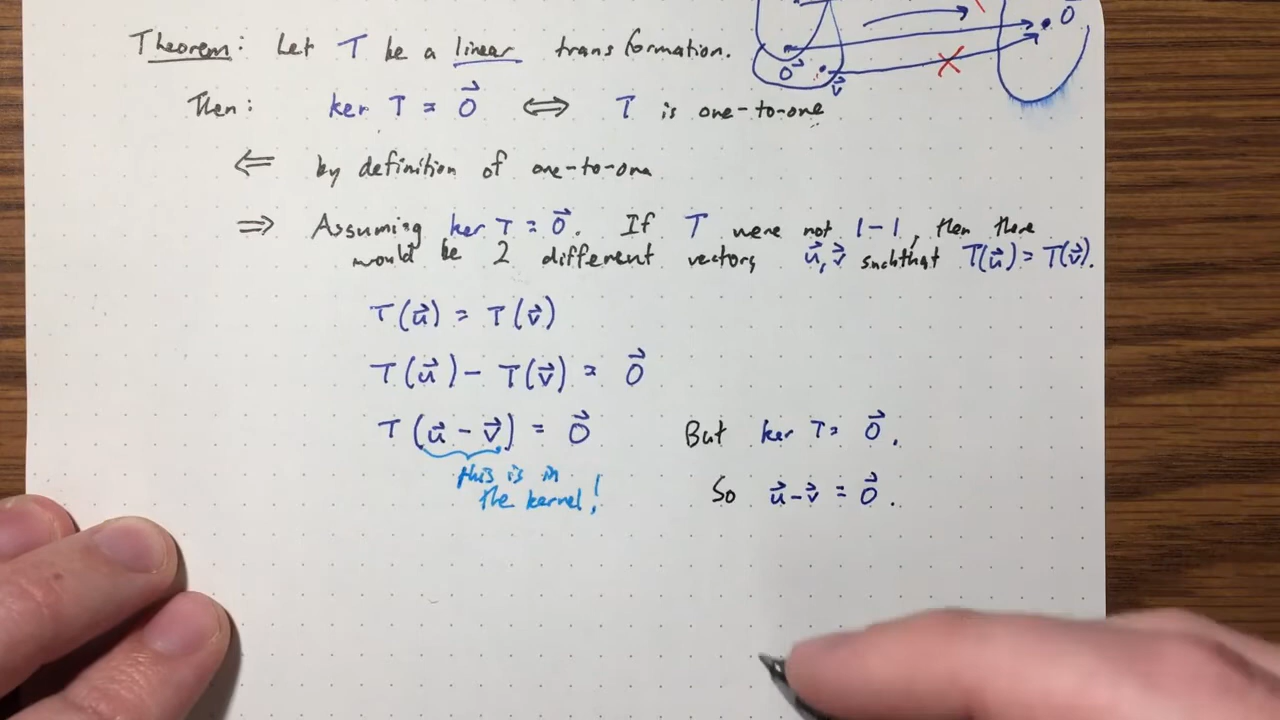 Theorem: Let T be a linear transformation.
0⃗
0⃗
v⃗
Then: ker T = 0⃗ ⟺ T is one-to-one
⟸ by definition of one-to-one
⟹ Assuming ker T = 0⃗. If T were not 1-1, then there
would be 2 different vectors u⃗, v⃗ such that T(u⃗) = T(v⃗).
T(u⃗) = T(v⃗)
T(u⃗) - T(v⃗) = 0⃗
T(u⃗ - v⃗) = 0⃗ But ker T = 0⃗.
this is in
the kernel!
So u⃗ - v⃗ = 0⃗.